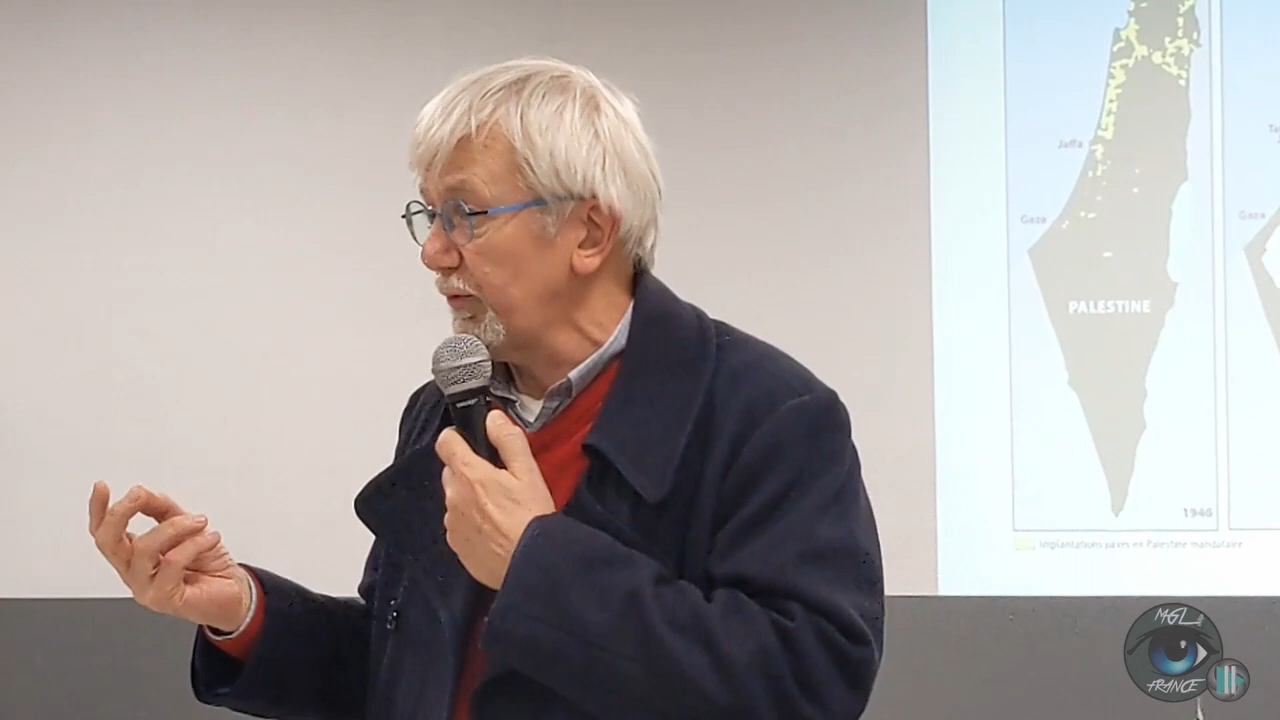 Jaffa
Gaza
Gaza
PALESTINE
1946
Implantations juives en Palestine mandataire
MGL
FRANCE